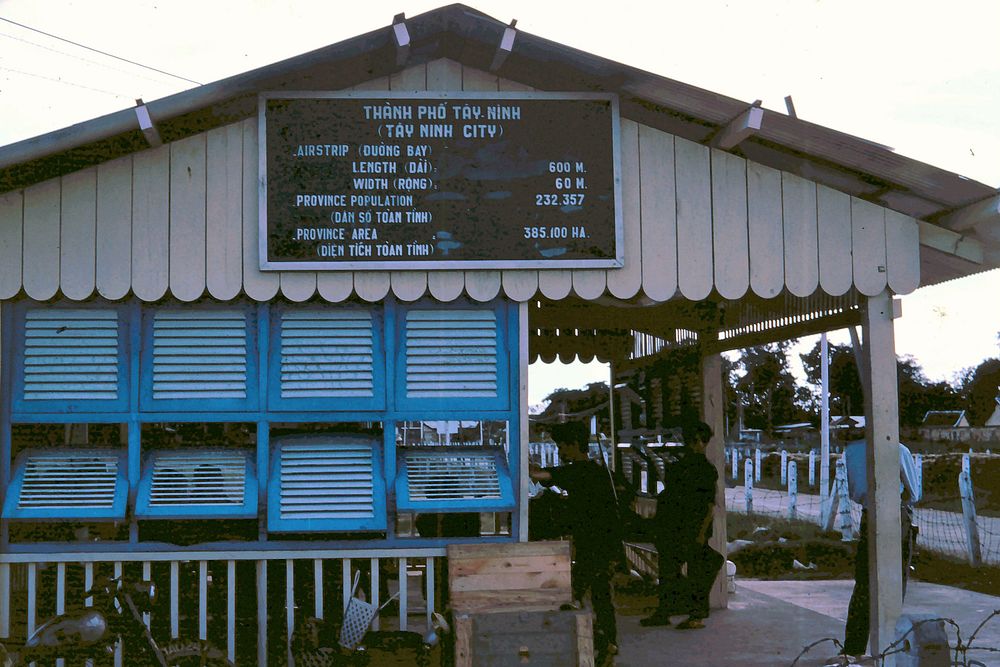 THÀNH PHỐ TÂY-NINH
(TÂY NINH CITY)
.AIRSTRIP (ĐUỜNG BAY)
LENGTH (DÀI): 600 M.
WIDTH (RỘNG): 60 M.
.PROVINCE POPULATION 232.357
(DÂN SỐ TOÀN TỈNH)
.PROVINCE AREA : 385.100 HA.
(DIỆN TÍCH TOÀN TỈNH) :